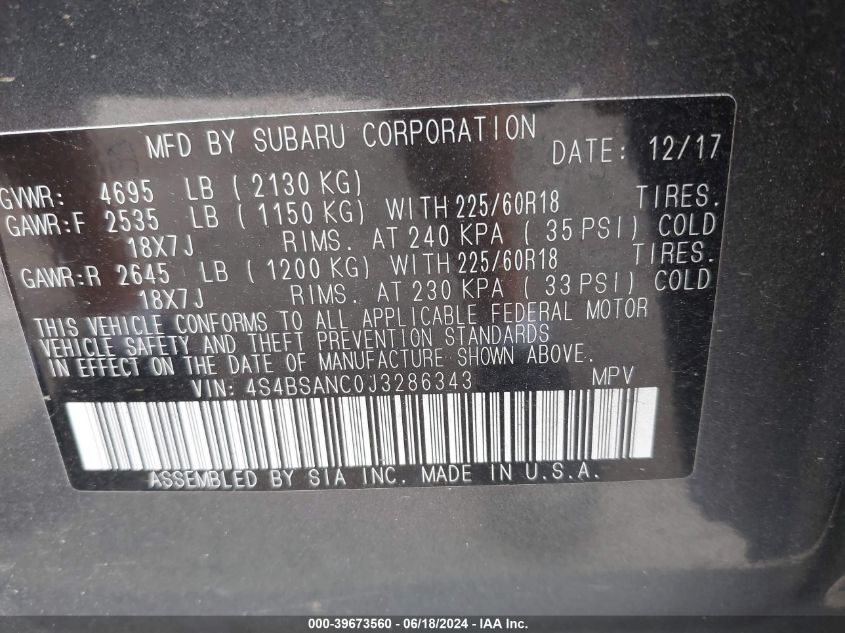 MFD BY SUBARU CORPORATION DATE: 12/17
GVWR: 4695 LB ( 2130 KG)
GAWR:F 2535 LB ( 1150 KG) WITH 225/60R18 TIRES.
18X7J RIMS. AT 240 KPA ( 35 PSI) COLD
GAWR:R 2645 LB ( 1200 KG) WITH 225/60R18 TIRES.
18X7J RIMS. AT 230 KPA ( 33 PSI) COLD
THIS VEHICLE CONFORMS TO ALL APPLICABLE FEDERAL MOTOR
VEHICLE SAFETY AND THEFT PREVENTION STANDARDS
IN EFFECT ON THE DATE OF MANUFACTURE SHOWN ABOVE.
VIN: 4S4BSANC0J3286343 MPV
ASSEMBLED BY SIA INC. MADE IN U.S.A.
000-39673560 - 06/18/2024 - IAA Inc.